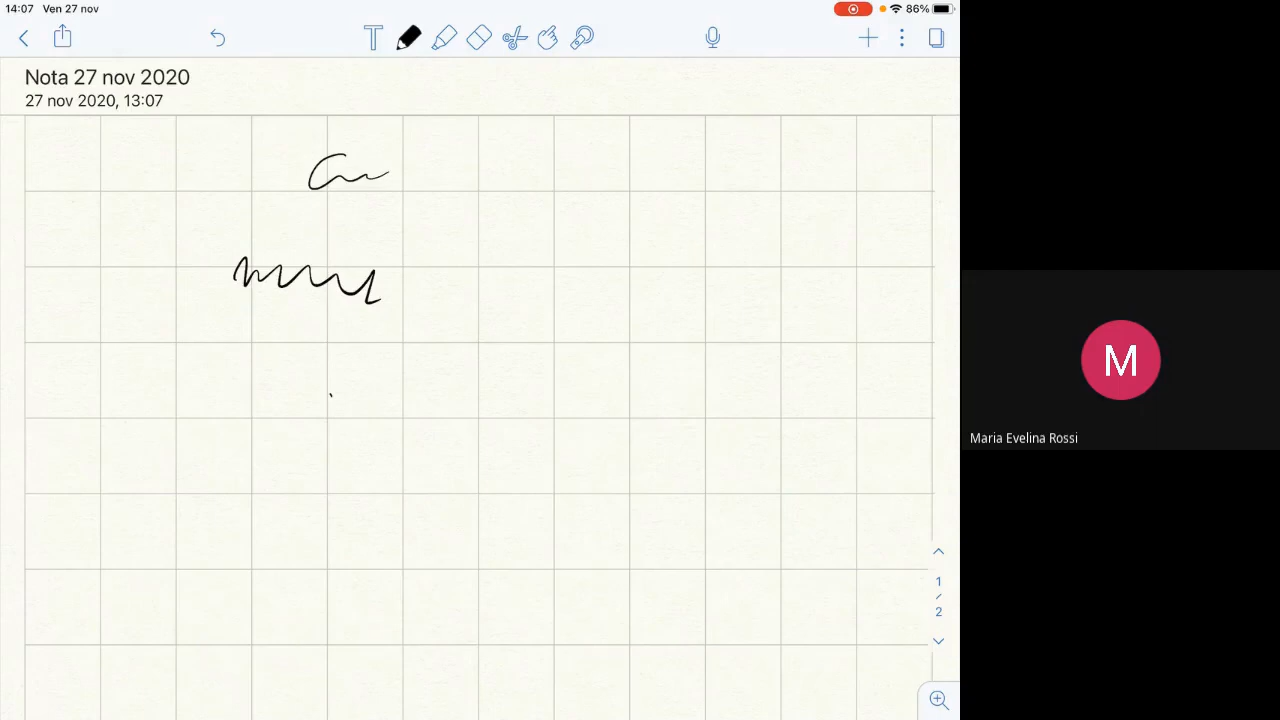 14:07 Ven 27 nov 86%
T
Nota 27 nov 2020
27 nov 2020, 13:07
M
Maria Evelina Rossi
1
/
2